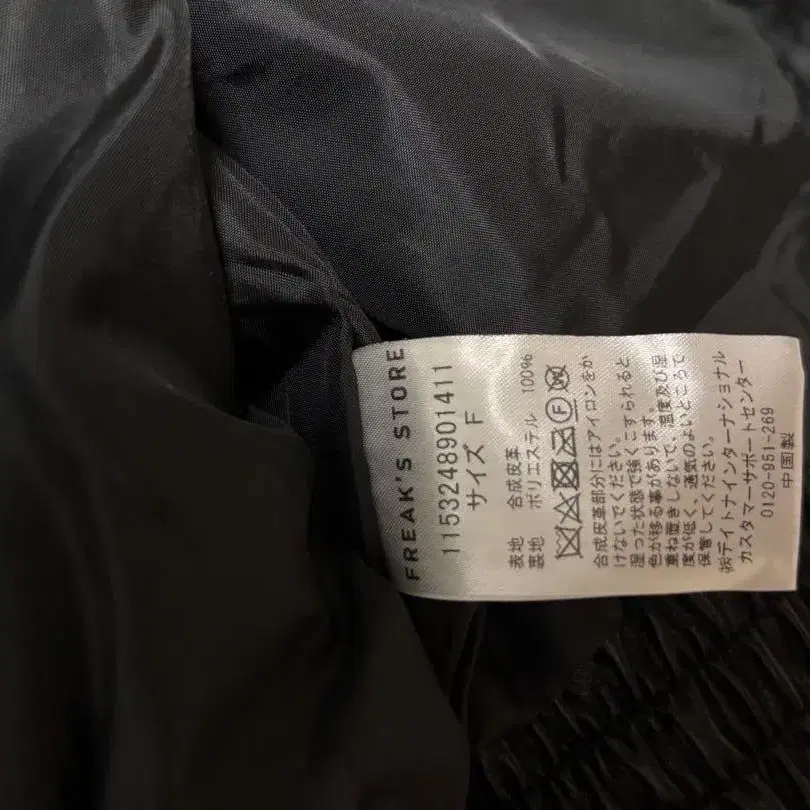 FREAK'S STORE
1153248901411
サイズ F
表地 合成皮革
裏地 ポリエステル 100%
合成皮革部分にはアイロンをか
けないでください。
湿った状態で強くこすられると
色が移る事があります。
重ね置きしないで、温度及び湿
度が低く、通気のよいところで
保管してください。
㈱デイトナインターナショナル
カスタマーサポートセンター
0120-951-269
中国製